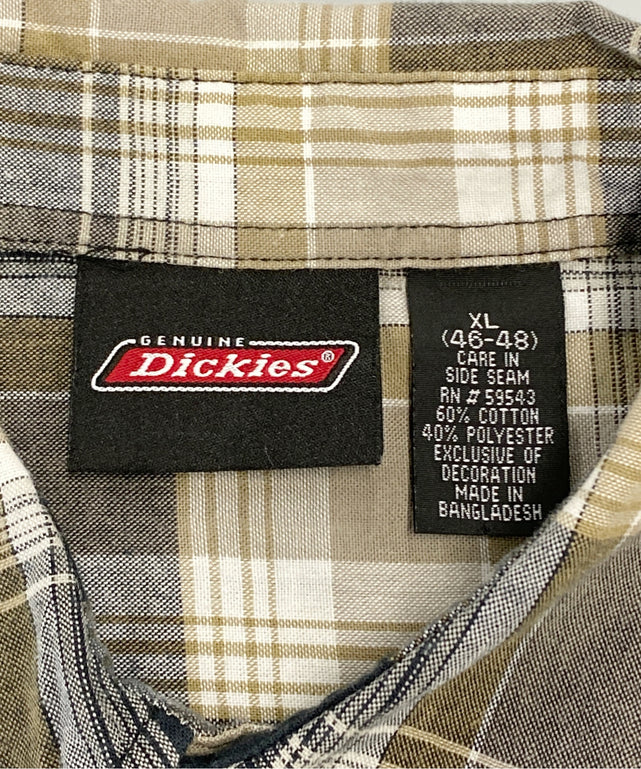 GENUINE
Dickies®
XL
(46-48)
CARE IN
SIDE SEAM
RN # 59543
60% COTTON
40% POLYESTER
EXCLUSIVE OF
DECORATION
MADE IN
BANGLADESH